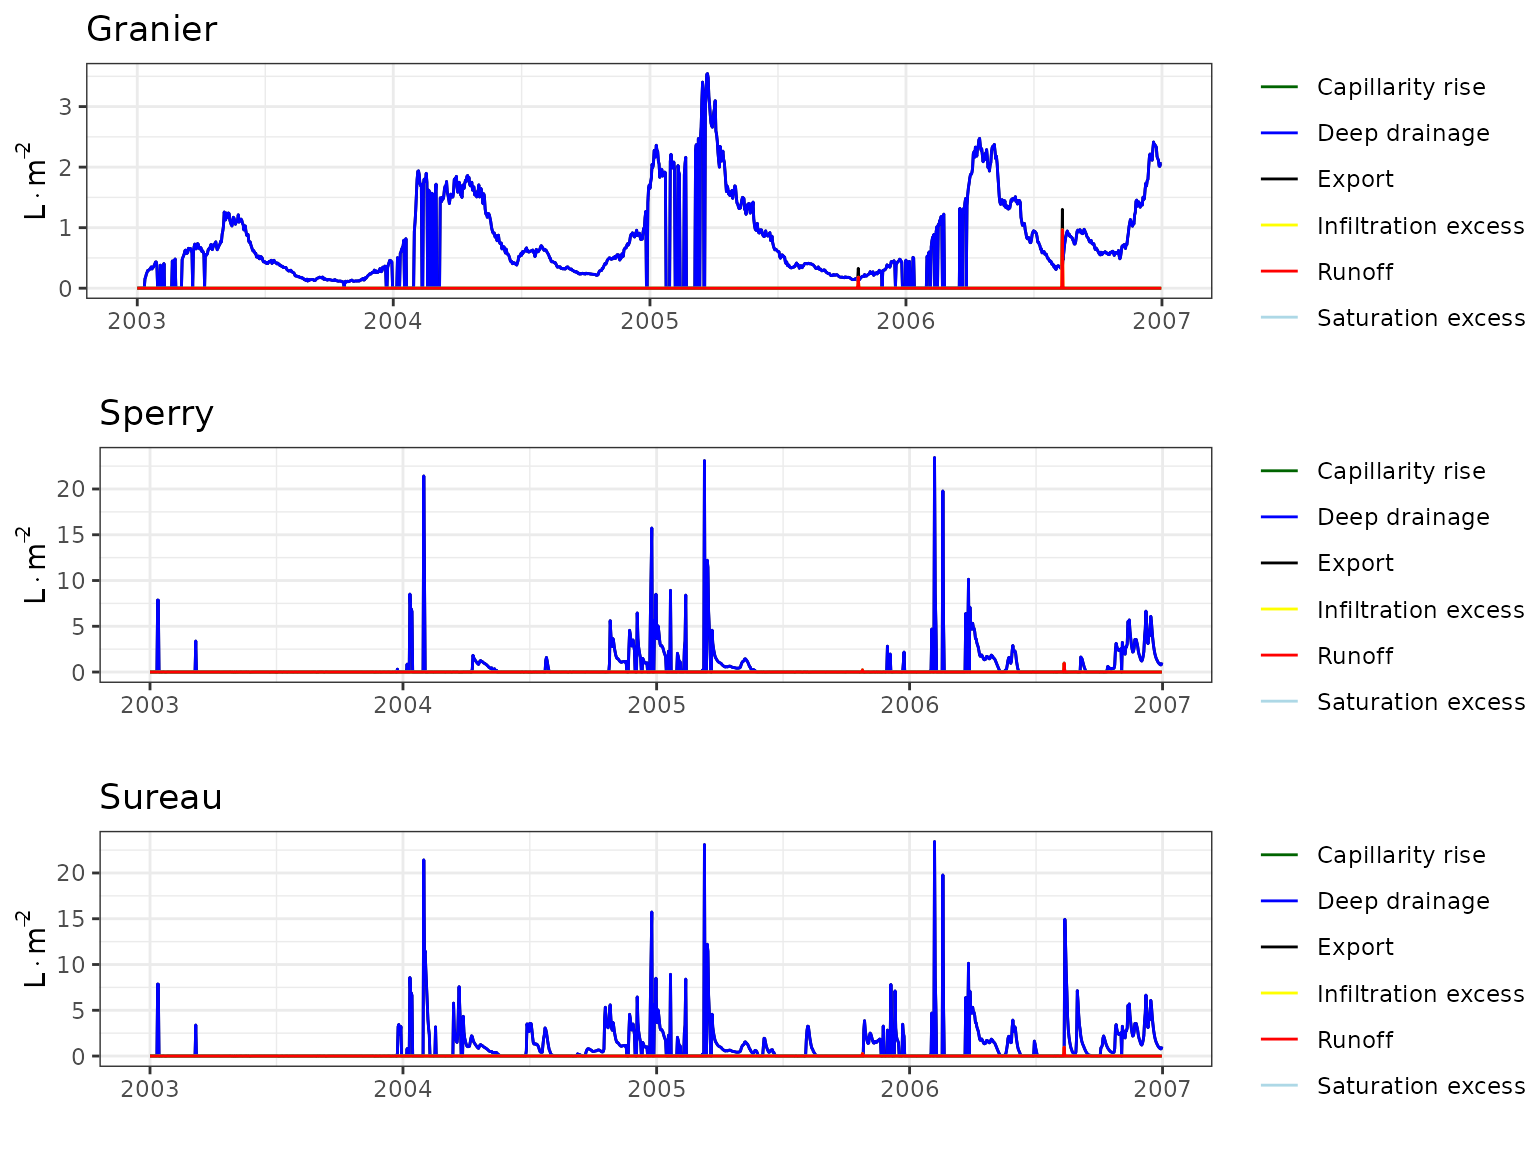 Granier
L·m⁻²
3
2
1
0
2003 2004 2005 2006 2007
Capillarity rise
Deep drainage
Export
Infiltration excess
Runoff
Saturation excess
Sperry
L·m⁻²
20
15
10
5
0
2003 2004 2005 2006 2007
Capillarity rise
Deep drainage
Export
Infiltration excess
Runoff
Saturation excess
Sureau
L·m⁻²
20
15
10
5
0
2003 2004 2005 2006 2007
Capillarity rise
Deep drainage
Export
Infiltration excess
Runoff
Saturation excess